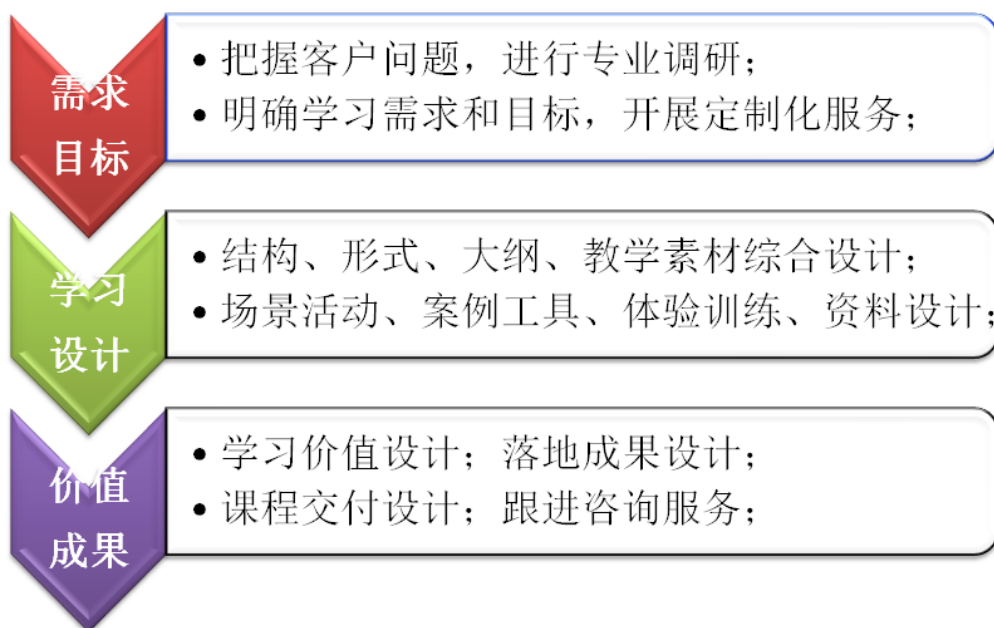 需求
目标
• 把握客户问题，进行专业调研；
• 明确学习需求和目标，开展定制化服务；
学习
设计
• 结构、形式、大纲、教学素材综合设计；
• 场景活动、案例工具、体验训练、资料设计；
价值
成果
• 学习价值设计；落地成果设计；
• 课程交付设计；跟进咨询服务；